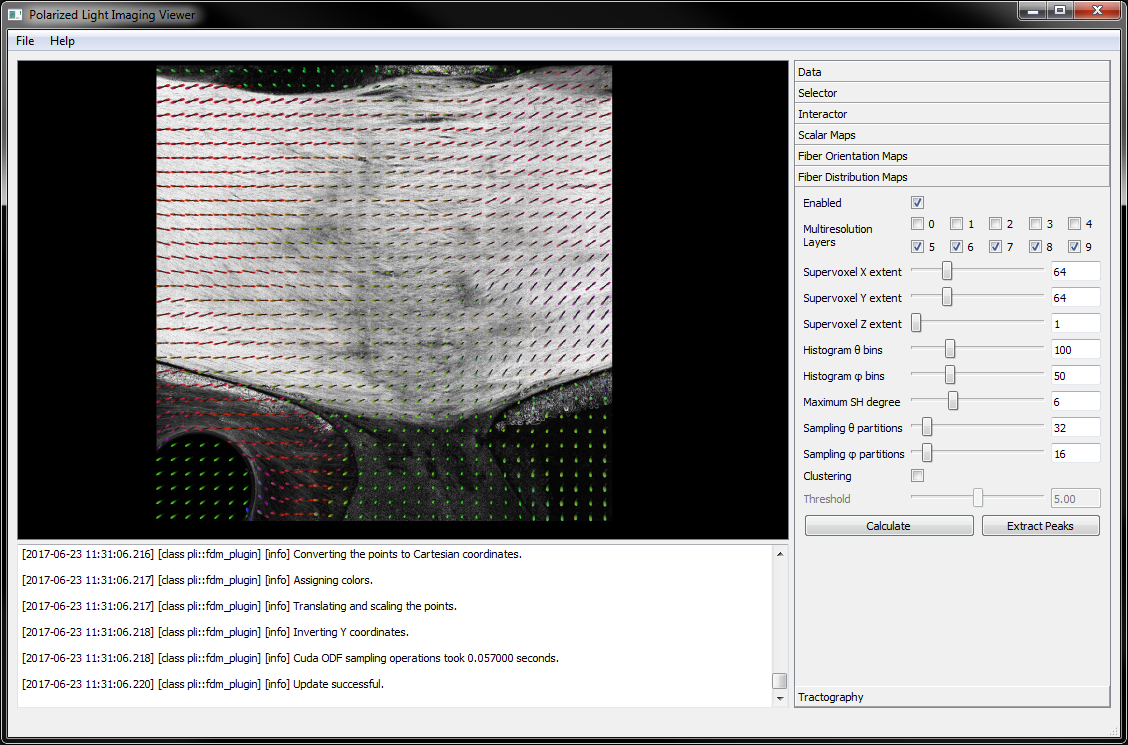 Polarized Light Imaging Viewer
File Help
Data
Selector
Interactor
Scalar Maps
Fiber Orientation Maps
Fiber Distribution Maps
Enabled
Multiresolution Layers
0 1 2 3 4
5 6 7 8 9
Supervoxel X extent 64
Supervoxel Y extent 64
Supervoxel Z extent 1
Histogram θ bins 100
Histogram φ bins 50
Maximum SH degree 6
Sampling θ partitions 32
Sampling φ partitions 16
Clustering
Threshold 5.00
Calculate Extract Peaks
Tractography
[2017-06-23 11:31:06.216] [class pli::fdm_plugin] [info] Converting the points to Cartesian coordinates.
[2017-06-23 11:31:06.217] [class pli::fdm_plugin] [info] Assigning colors.
[2017-06-23 11:31:06.217] [class pli::fdm_plugin] [info] Translating and scaling the points.
[2017-06-23 11:31:06.218] [class pli::fdm_plugin] [info] Inverting Y coordinates.
[2017-06-23 11:31:06.218] [class pli::fdm_plugin] [info] Cuda ODF sampling operations took 0.057000 seconds.
[2017-06-23 11:31:06.220] [class pli::fdm_plugin] [info] Update successful.